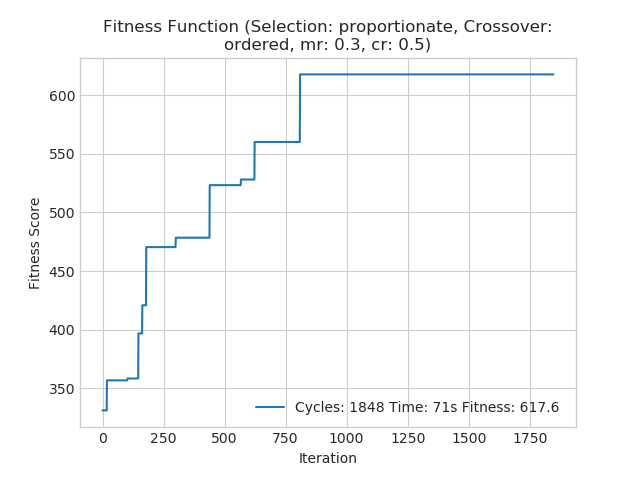 Fitness Function (Selection: proportionate, Crossover:
ordered, mr: 0.3, cr: 0.5)
600
550
500
450
400
350
Fitness Score
Cycles: 1848 Time: 71s Fitness: 617.6
0 250 500 750 1000 1250 1500 1750
Iteration